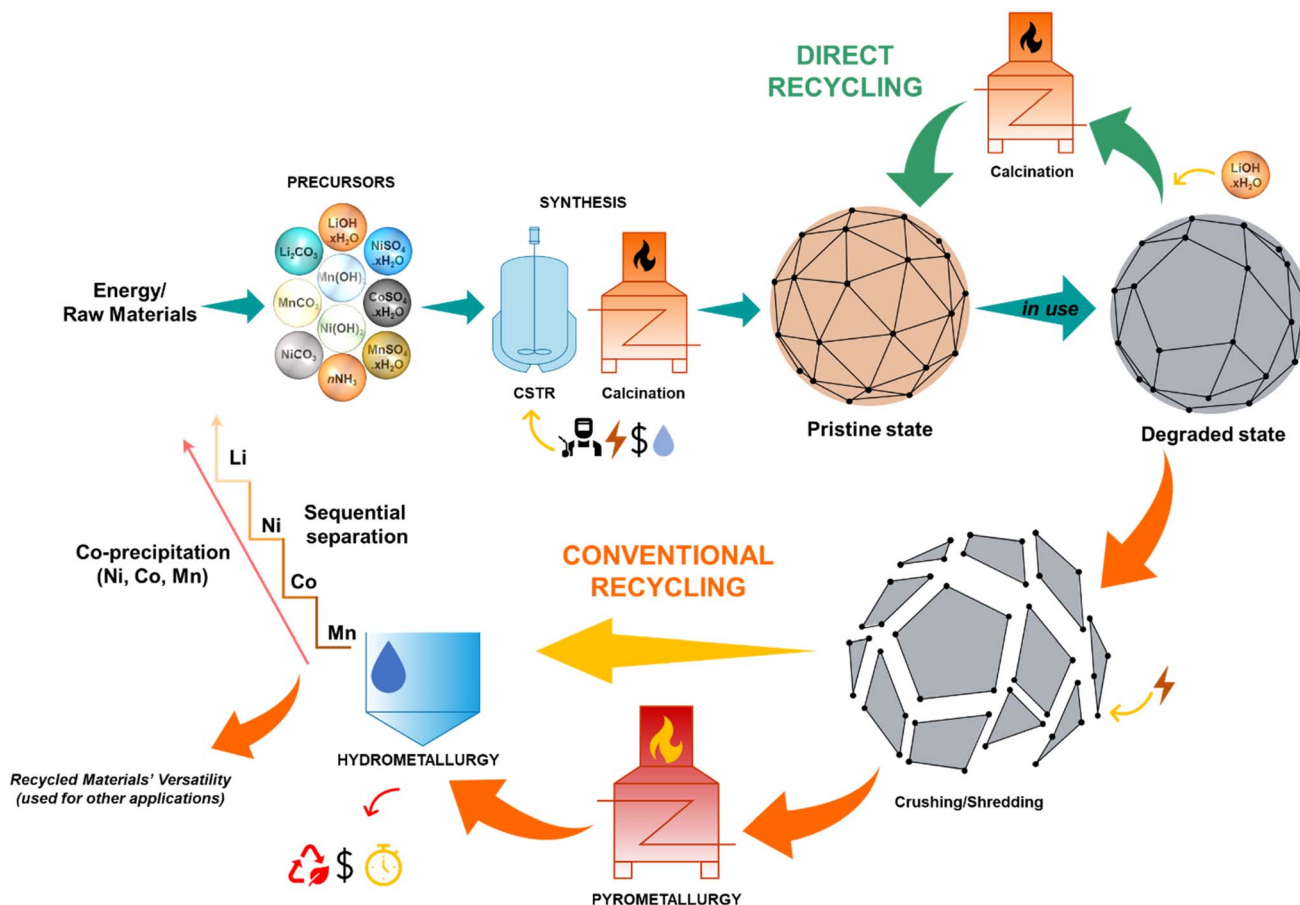 DIRECT
RECYCLING
Calcination
LiOH
.xH₂O
PRECURSORS
LiOH
.xH₂O
Li₂CO₃
NiSO₄
.xH₂O
Mn(OH)₂
MnCO₃
CoSO₄
.xH₂O
Ni(OH)₂
NiCO₃
MnSO₄
.xH₂O
nNH₃
SYNTHESIS
Energy/
Raw Materials
CSTR
Calcination
$
in use
Pristine state
Degraded state
Li
Ni
Co
Mn
Sequential
separation
Co-precipitation
(Ni, Co, Mn)
CONVENTIONAL
RECYCLING
HYDROMETALLURGY
Crushing/Shredding
Recycled Materials' Versatility
(used for other applications)
$
PYROMETALLURGY